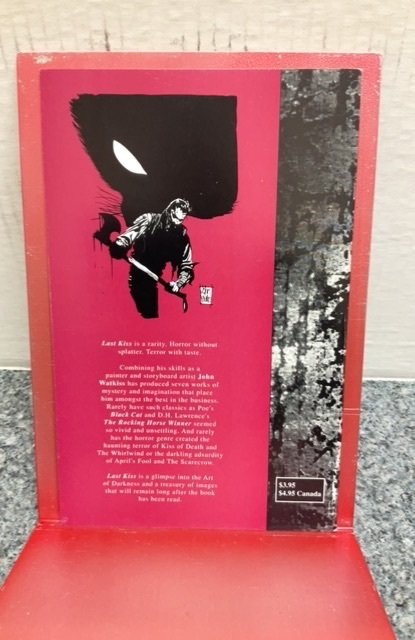 Last Kiss is a rarity. Horror without
splatter. Terror with taste.
Combining his skills as a
painter and storyboard artist John
Watkiss has produced seven works of
mystery and imagination that place
him amongst the best in the business.
Rarely have such classics as Poe's
Black Cat and D.H. Lawrence's
The Rocking Horse Winner seemed
so vivid and unsettling. And rarely
has the horror genre created the
haunting terror of Kiss of Death and
The Whirlwind or the darkling absurdity
of April's Fool and The Scarecrow.
Last Kiss is a glimpse into the Art
of Darkness and a treasury of images
that will remain long after the book
has been read.
$3.95
$4.95 Canada